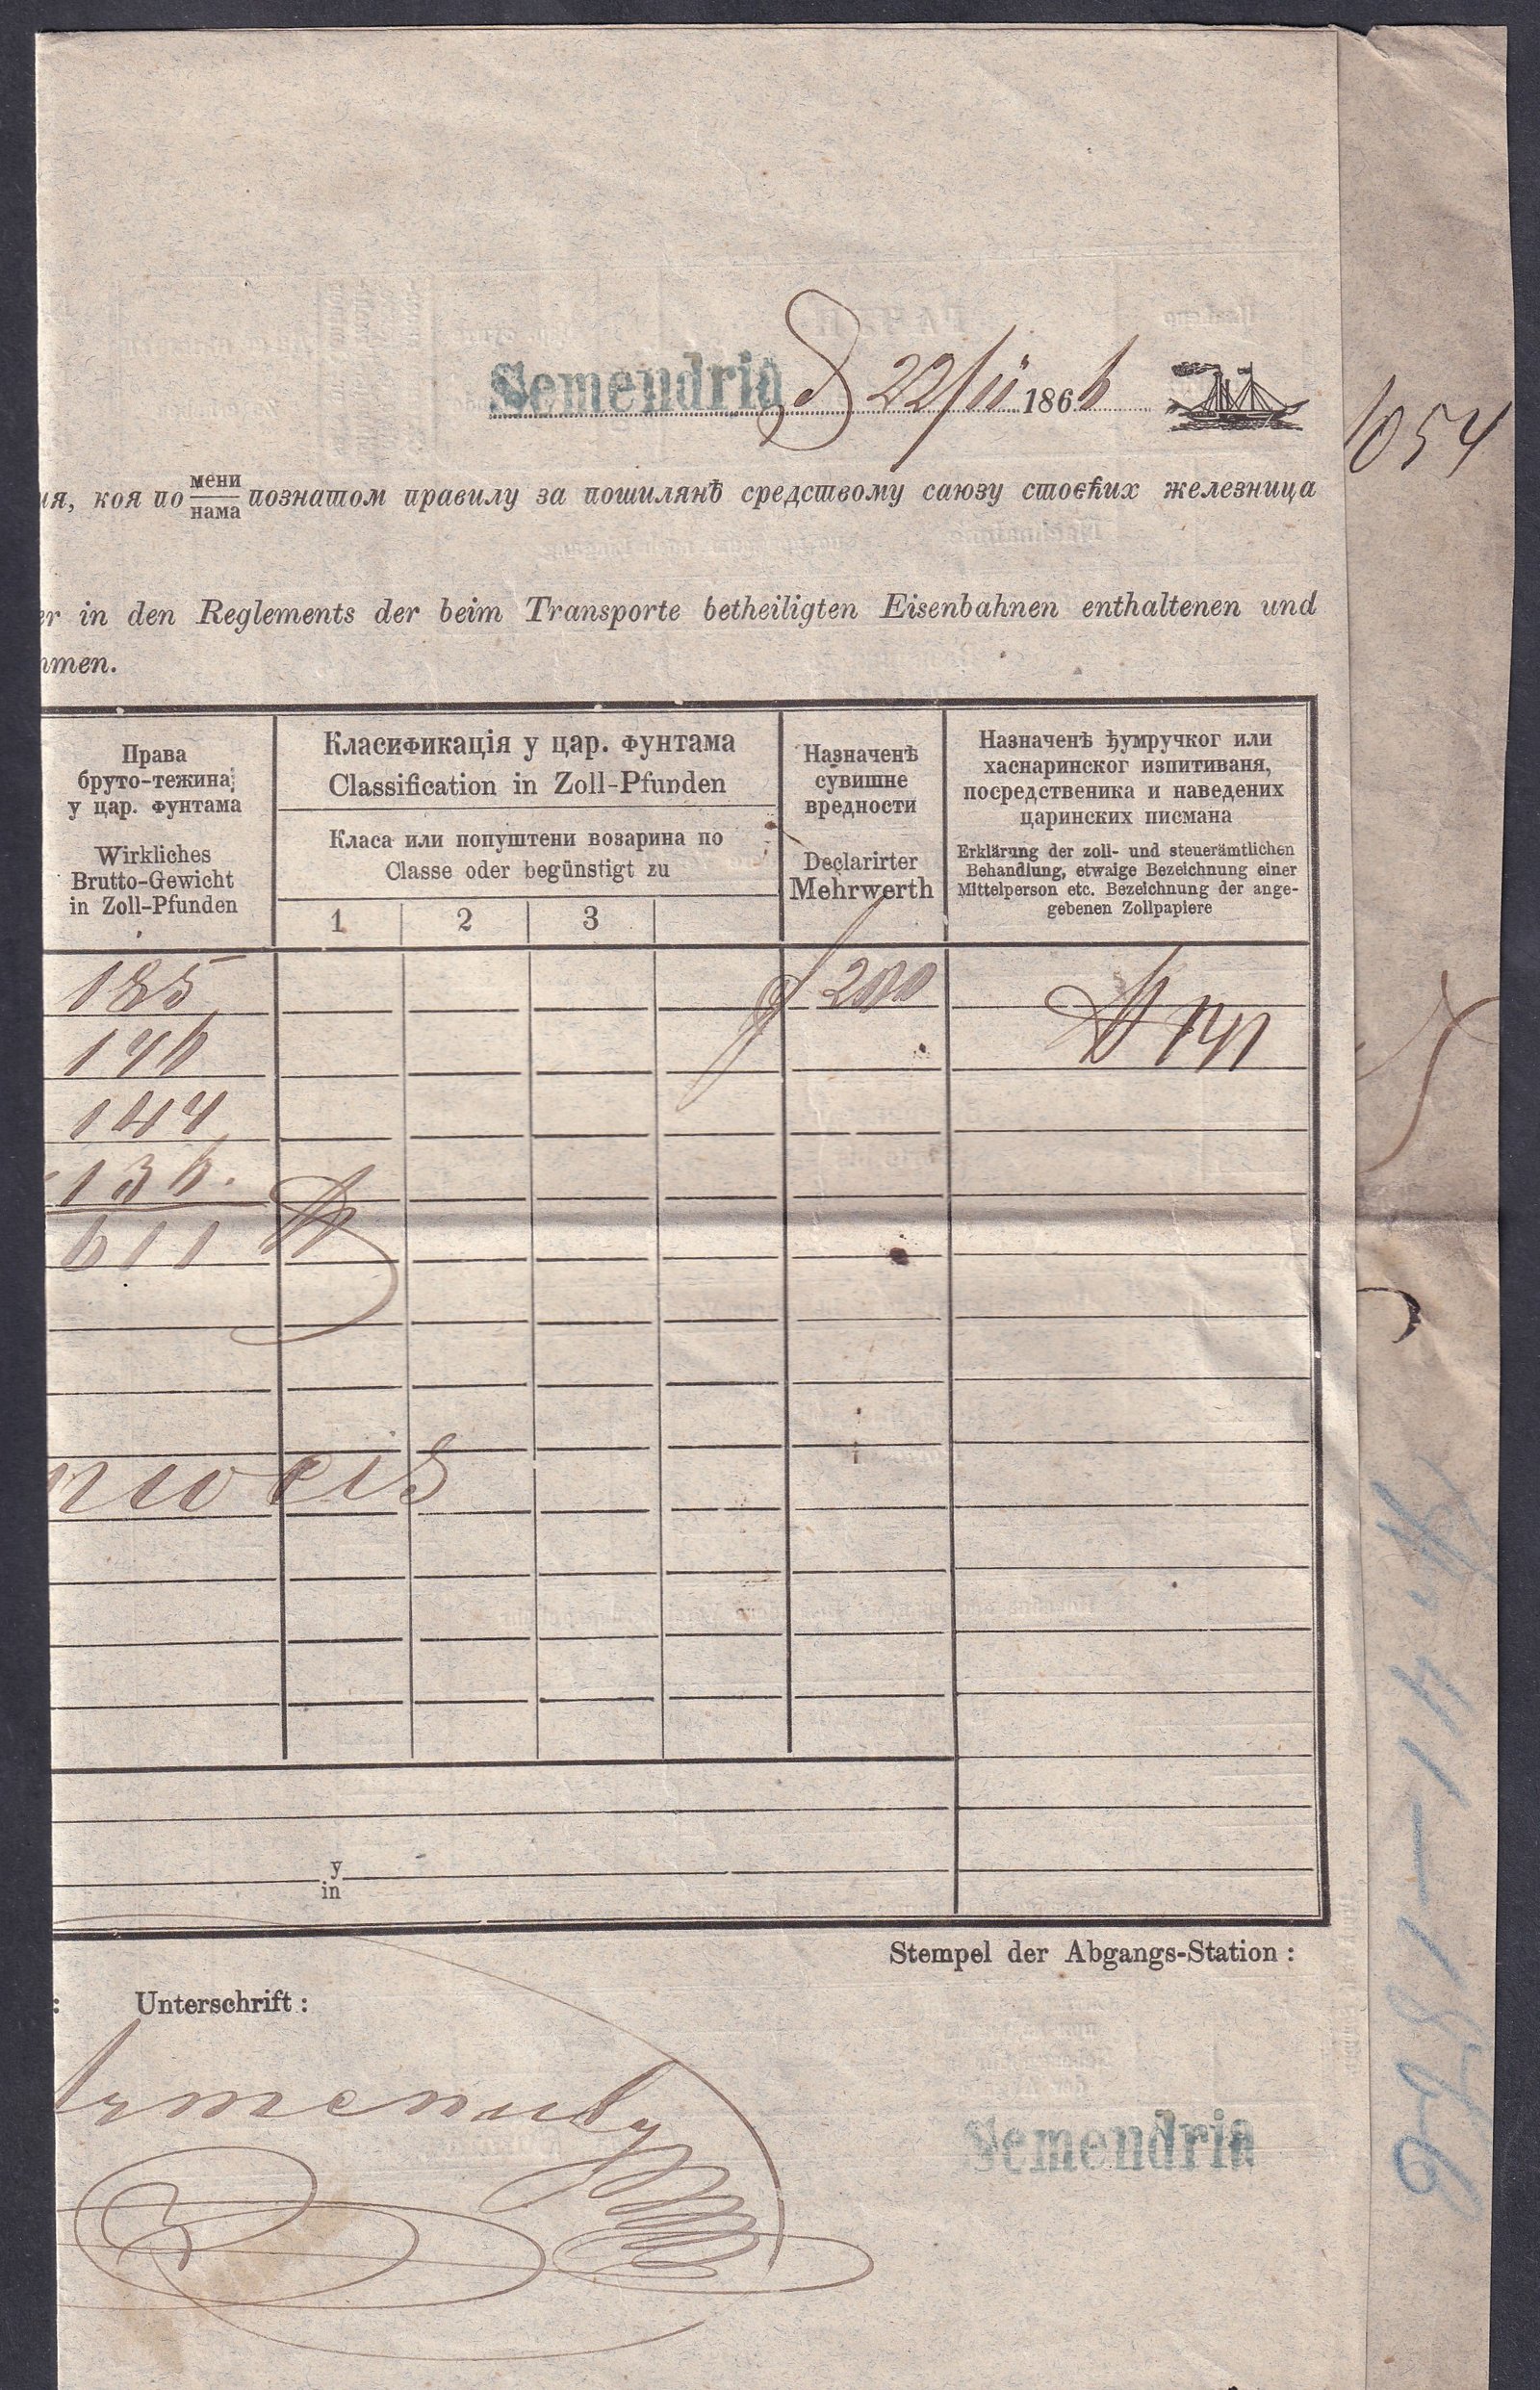 Semendria d 22/11 1866
1054
ия, коя по мени/нама познатом правилу за пошилянѣ средствому саюзу стоєћих железница
er in den Reglements der beim Transporte betheiligten Eisenbahnen enthaltenen und
mmen.
Права
бруто-тежина;
у цар. фунтама
Wirkliches
Brutto-Gewicht
in Zoll-Pfunden
Класификација у цар. фунтама
Classification in Zoll-Pfunden
Класа или попуштени возарина по
Classe oder begünstigt zu
1 2 3
Назначенѣ
сувишне
вредности
Declarirter
Mehrwerth
Назначенѣ ђумручког или
хаснаринског изпитиваня,
посредственика и наведених
царинских писмана
Erklärung der zoll- und steuerämtlichen
Behandlung, etwaige Bezeichnung einer
Mittelperson etc. Bezeichnung der ange-
gebenen Zollpapiere
185
f 200
146
144
136.
611
у
in
Stempel der Abgangs-Station :
: Unterschrift :
Semendria